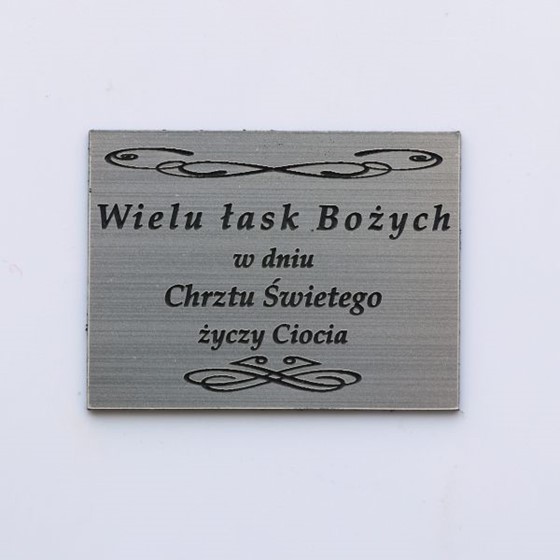 Wielu łask Bożych
w dniu
Chrztu Świetego
życzy Ciocia